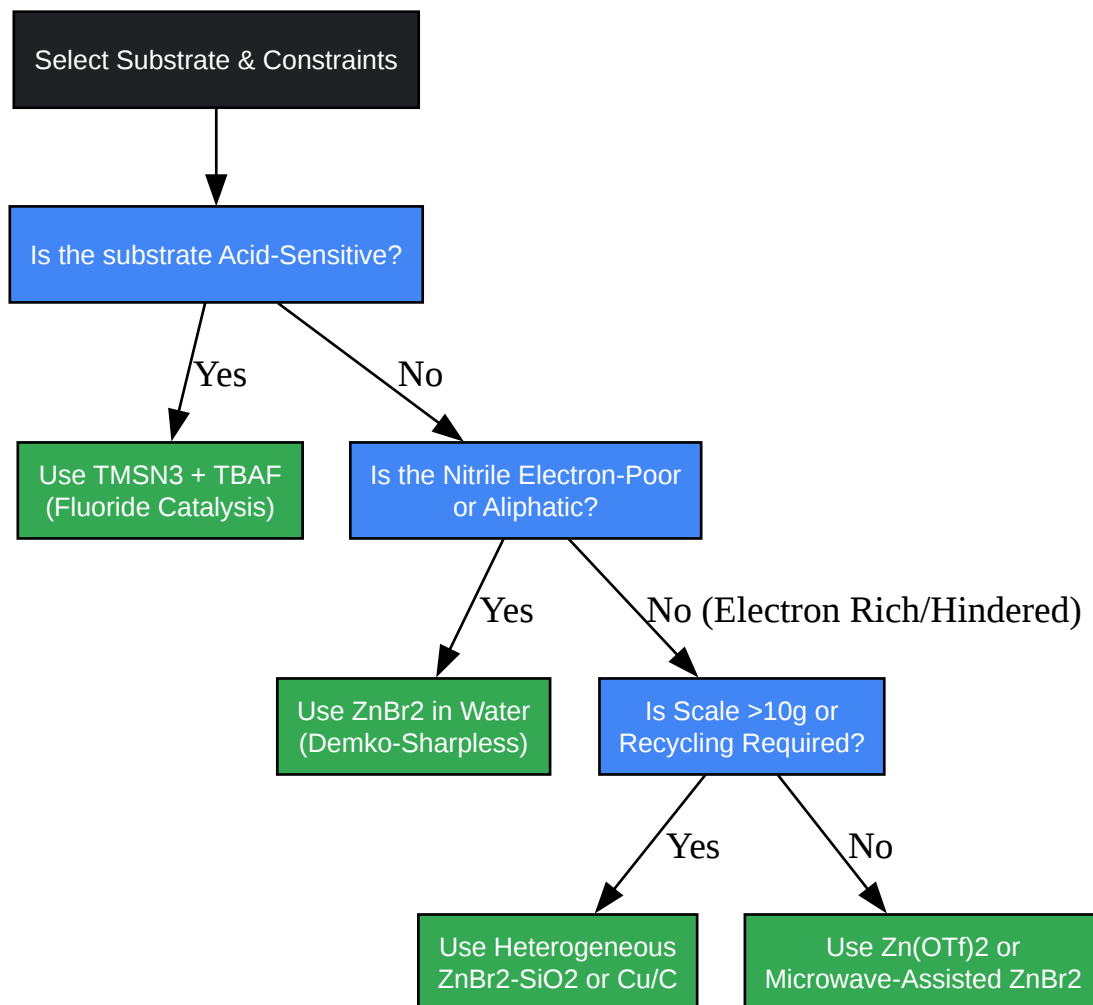 Select Substrate & Constraints
Is the substrate Acid-Sensitive?
Yes
No
Use TMSN3 + TBAF
(Fluoride Catalysis)
Is the Nitrile Electron-Poor
or Aliphatic?
Yes
No (Electron Rich/Hindered)
Use ZnBr2 in Water
(Demko-Sharpless)
Is Scale >10g or
Recycling Required?
Yes
No
Use Heterogeneous
ZnBr2-SiO2 or Cu/C
Use Zn(OTf)2 or
Microwave-Assisted ZnBr2